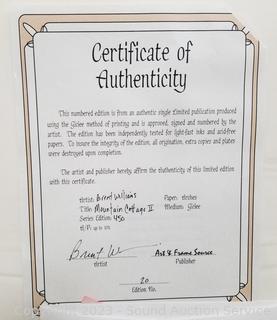 Certificate of
Authenticity
This numbered edition is from an authentic single limited publication produced
using the Giclee method of printing and is approved, signed and numbered by the
artist. The edition has been independently tested for light-fast inks and acid-free
papers. To insure the integrity of the edition, all origination, extra copies and plates
were destroyed upon completion.
The artist and publisher hereby affirm the authenticity of this limited edition
with this certificate.
Artist: Brent Williams Paper: Arches
Title: Mountain Cottage II Medium: Giclee
Series Edition: 450
A/P: up to 10%
Brent W Art & Frame Source
Artist Publisher
20
Edition No.
2023 - Sound Auction Service